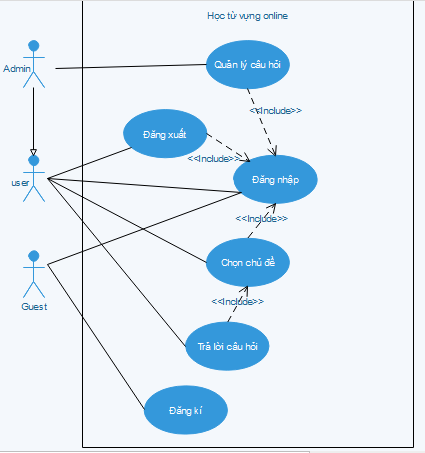 Học từ vựng online
Admin
Quản lý câu hỏi
<<Include>>
Đăng xuất
<<Include>>
user
Đăng nhập
<<Include>>
Chọn chủ đề
<<Include>>
Guest
Trả lời câu hỏi
Đăng kí